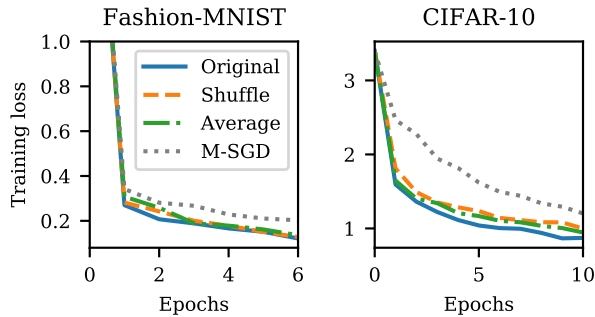 Fashion-MNIST
CIFAR-10
Training loss
1.0
0.8
0.6
0.4
0.2
0
2
4
6
Epochs
Original
Shuffle
Average
M-SGD
3
2
1
0
5
10
Epochs